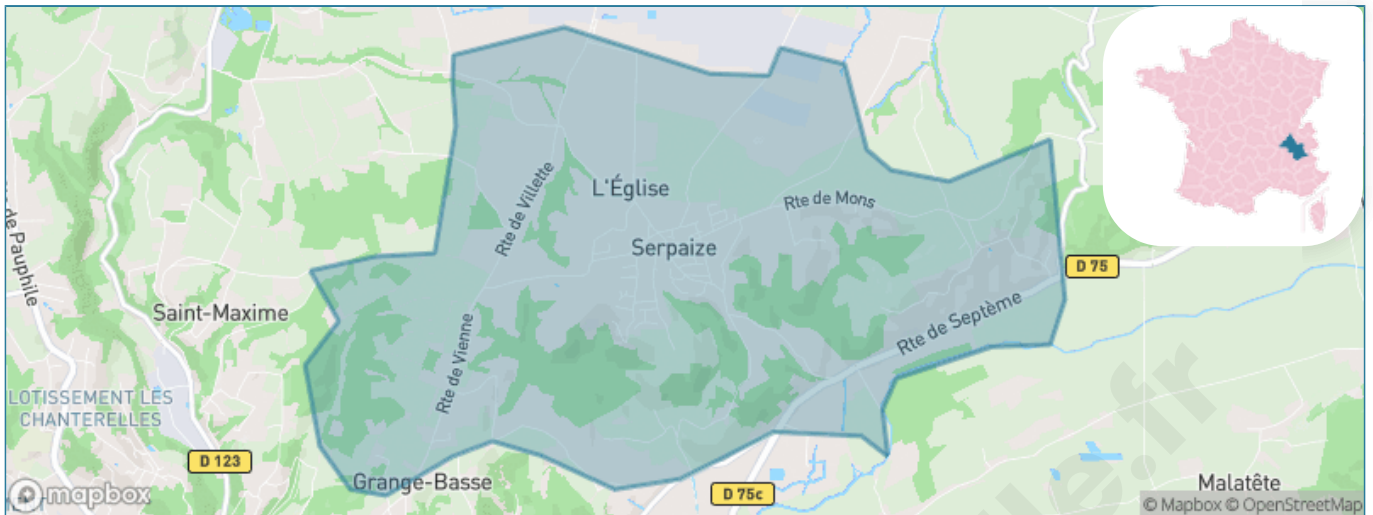 L'Église
Rte de Mons
Rte de Villette
Serpaize
D 75
de Pauphile
Saint-Maxime
Rte de Septème
Rte de Vienne
LOTISSEMENT LES
CHANTERELLES
D 123
Grange-Basse
D 75c
Malatête
mapbox
© Mapbox © OpenStreetMap